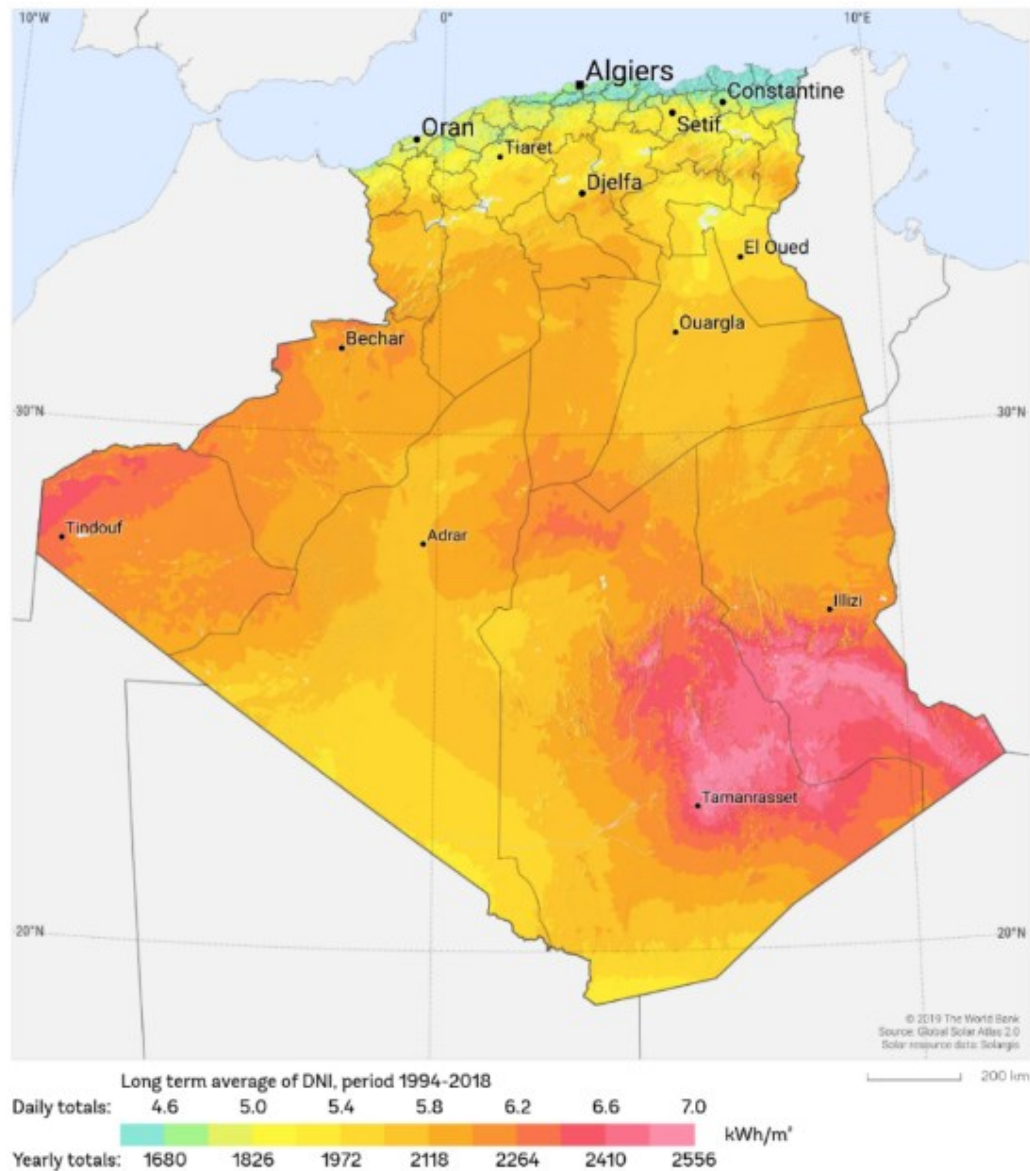 10°W 0° 10°E
Algiers
Constantine
Oran
Setif
Tiaret
Djelfa
El Oued
Ouargla
Bechar
30°N 30°N
Tindouf
Adrar
Illizi
Tamanrasset
20°N 20°N
© 2019 The World Bank
Source: Global Solar Atlas 2.0
Solar resource data: Solargis
200 km
Long term average of DNI, period 1994-2018
Daily totals: 4.6 5.0 5.4 5.8 6.2 6.6 7.0
kWh/m²
Yearly totals: 1680 1826 1972 2118 2264 2410 2556